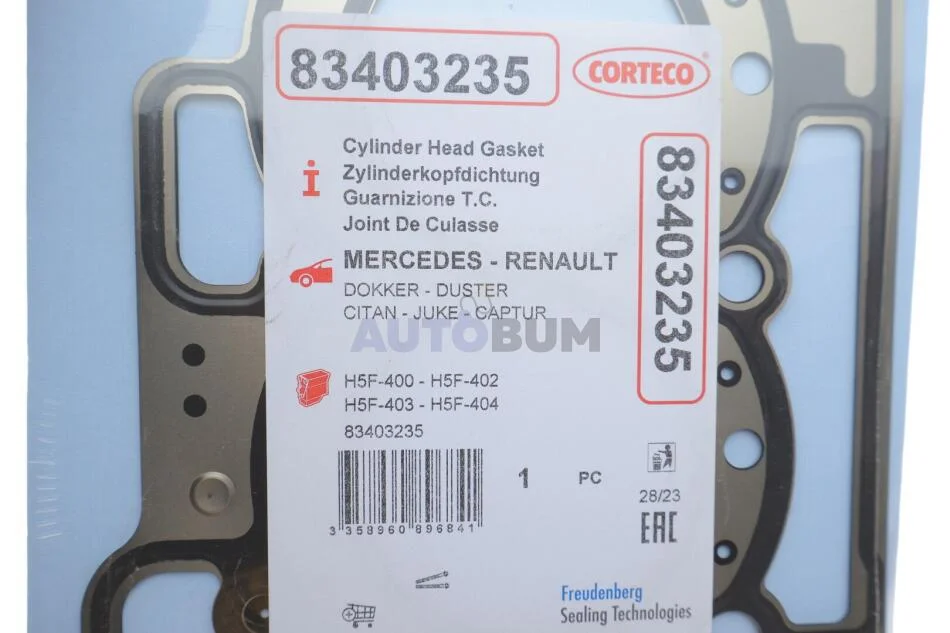 83403235
CORTECO
Cylinder Head Gasket
Zylinderkopfdichtung
Guarnizione T.C.
Joint De Culasse
83403235
MERCEDES - RENAULT
DOKKER - DUSTER
CITAN - JUKE - CAPTUR
AUTOBUM
H5F-400 - H5F-402
H5F-403 - H5F-404
83403235
1 PC
28/23
3 358960 896841
EAC
Freudenberg
Sealing Technologies